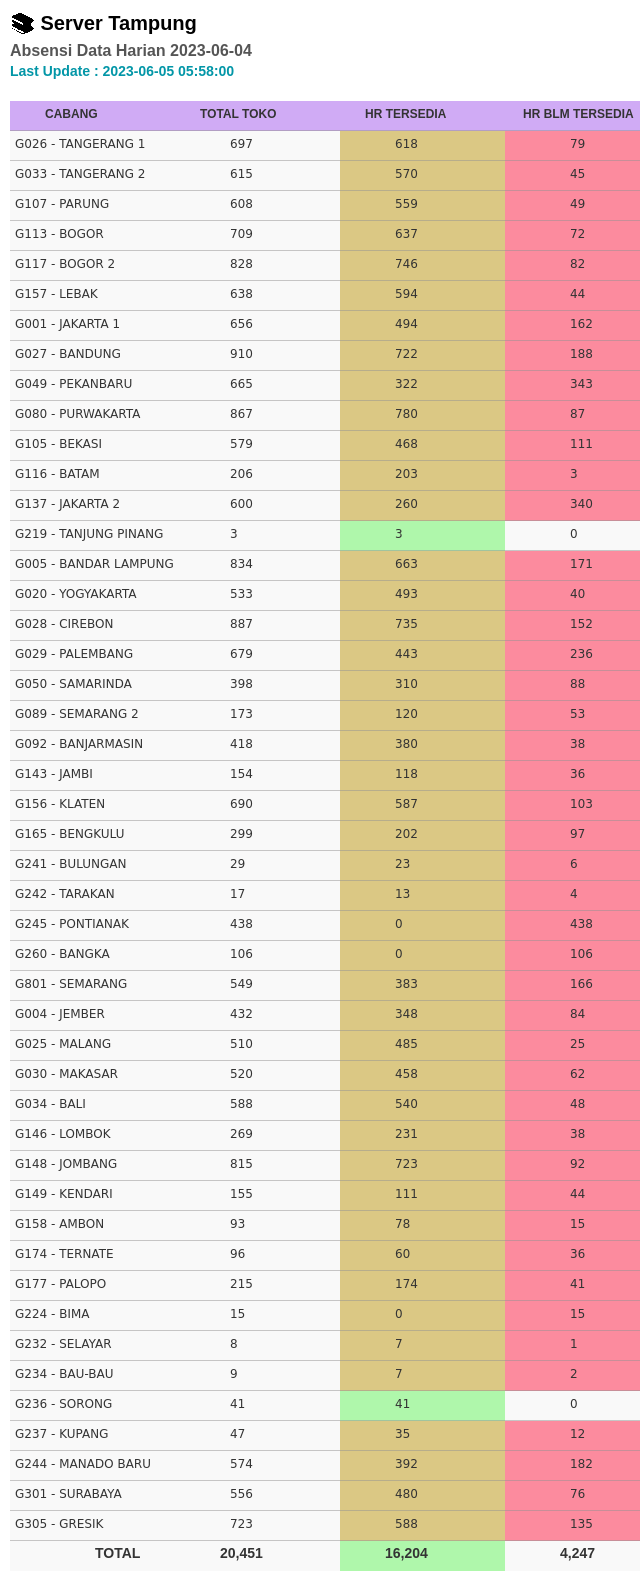 Server Tampung
Absensi Data Harian 2023-06-04
Last Update : 2023-06-05 05:58:00
CABANG TOTAL TOKO HR TERSEDIA HR BLM TERSEDIA
G026 - TANGERANG 1 697 618 79
G033 - TANGERANG 2 615 570 45
G107 - PARUNG 608 559 49
G113 - BOGOR 709 637 72
G117 - BOGOR 2 828 746 82
G157 - LEBAK 638 594 44
G001 - JAKARTA 1 656 494 162
G027 - BANDUNG 910 722 188
G049 - PEKANBARU 665 322 343
G080 - PURWAKARTA 867 780 87
G105 - BEKASI 579 468 111
G116 - BATAM 206 203 3
G137 - JAKARTA 2 600 260 340
G219 - TANJUNG PINANG 3 3 0
G005 - BANDAR LAMPUNG 834 663 171
G020 - YOGYAKARTA 533 493 40
G028 - CIREBON 887 735 152
G029 - PALEMBANG 679 443 236
G050 - SAMARINDA 398 310 88
G089 - SEMARANG 2 173 120 53
G092 - BANJARMASIN 418 380 38
G143 - JAMBI 154 118 36
G156 - KLATEN 690 587 103
G165 - BENGKULU 299 202 97
G241 - BULUNGAN 29 23 6
G242 - TARAKAN 17 13 4
G245 - PONTIANAK 438 0 438
G260 - BANGKA 106 0 106
G801 - SEMARANG 549 383 166
G004 - JEMBER 432 348 84
G025 - MALANG 510 485 25
G030 - MAKASAR 520 458 62
G034 - BALI 588 540 48
G146 - LOMBOK 269 231 38
G148 - JOMBANG 815 723 92
G149 - KENDARI 155 111 44
G158 - AMBON 93 78 15
G174 - TERNATE 96 60 36
G177 - PALOPO 215 174 41
G224 - BIMA 15 0 15
G232 - SELAYAR 8 7 1
G234 - BAU-BAU 9 7 2
G236 - SORONG 41 41 0
G237 - KUPANG 47 35 12
G244 - MANADO BARU 574 392 182
G301 - SURABAYA 556 480 76
G305 - GRESIK 723 588 135
TOTAL 20,451 16,204 4,247